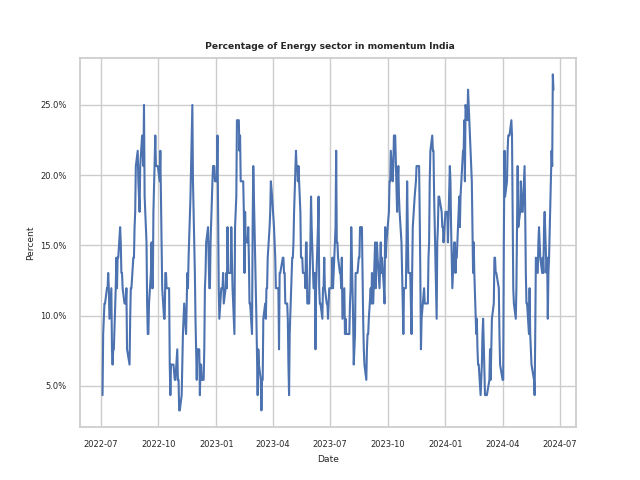 Percentage of Energy sector in momentum India
Percent
25.0%
20.0%
15.0%
10.0%
5.0%
2022-07 2022-10 2023-01 2023-04 2023-07 2023-10 2024-01 2024-04 2024-07
Date